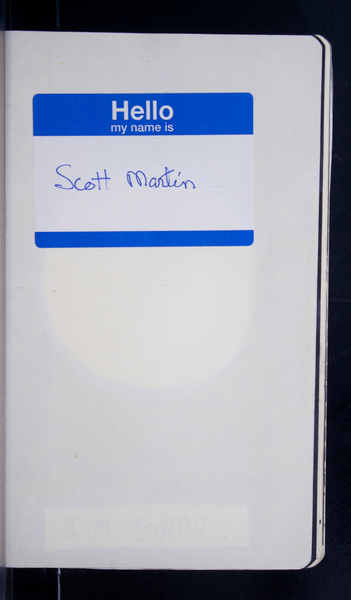 Hello
my name is
Scott Martin
I'M SORRY...